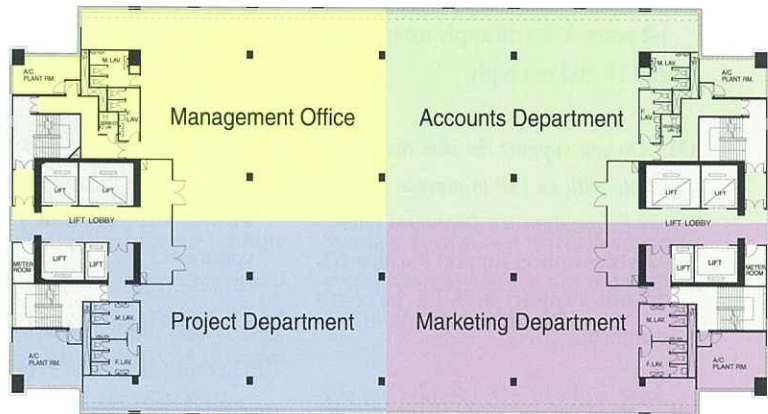 M. LAV.
A/C
PLANT RM.
F.
LAV.
Management Office
LIFT
LIFT
LIFT LOBBY
LIFT
LIFT
METER
ROOM
M. LAV.
Project Department
F. LAV.
A/C
PLANT RM.
M. LAV.
A/C
PLANT RM.
F.
LAV.
Accounts Department
LIFT
LIFT
LIFT LOBBY
LIFT
LIFT
METER
ROOM
M. LAV.
Marketing Department
F. LAV.
A/C
PLANT RM.